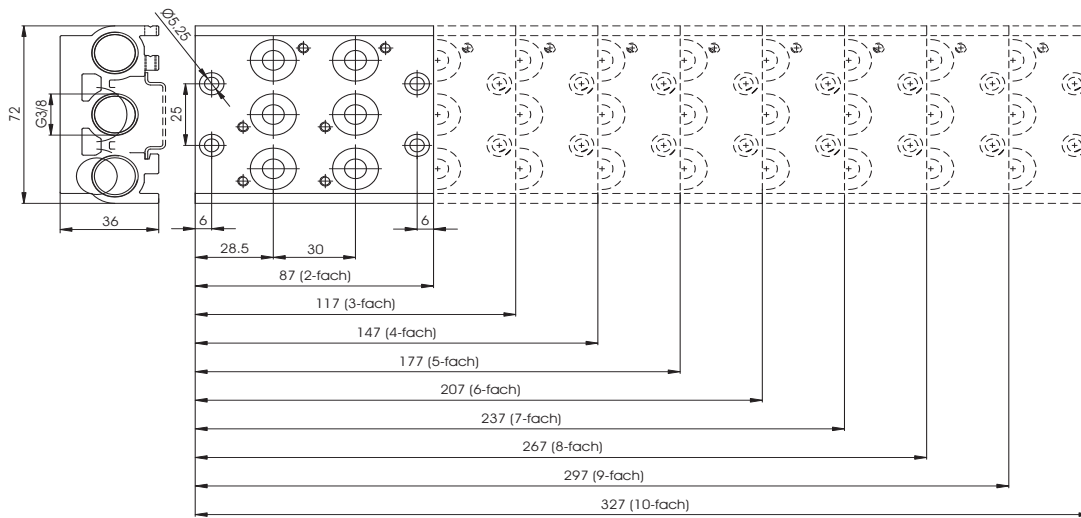 Ø5.25
72
G3/8
25
36
6
6
28.5
30
87 (2-fach)
117 (3-fach)
147 (4-fach)
177 (5-fach)
207 (6-fach)
237 (7-fach)
267 (8-fach)
297 (9-fach)
327 (10-fach)